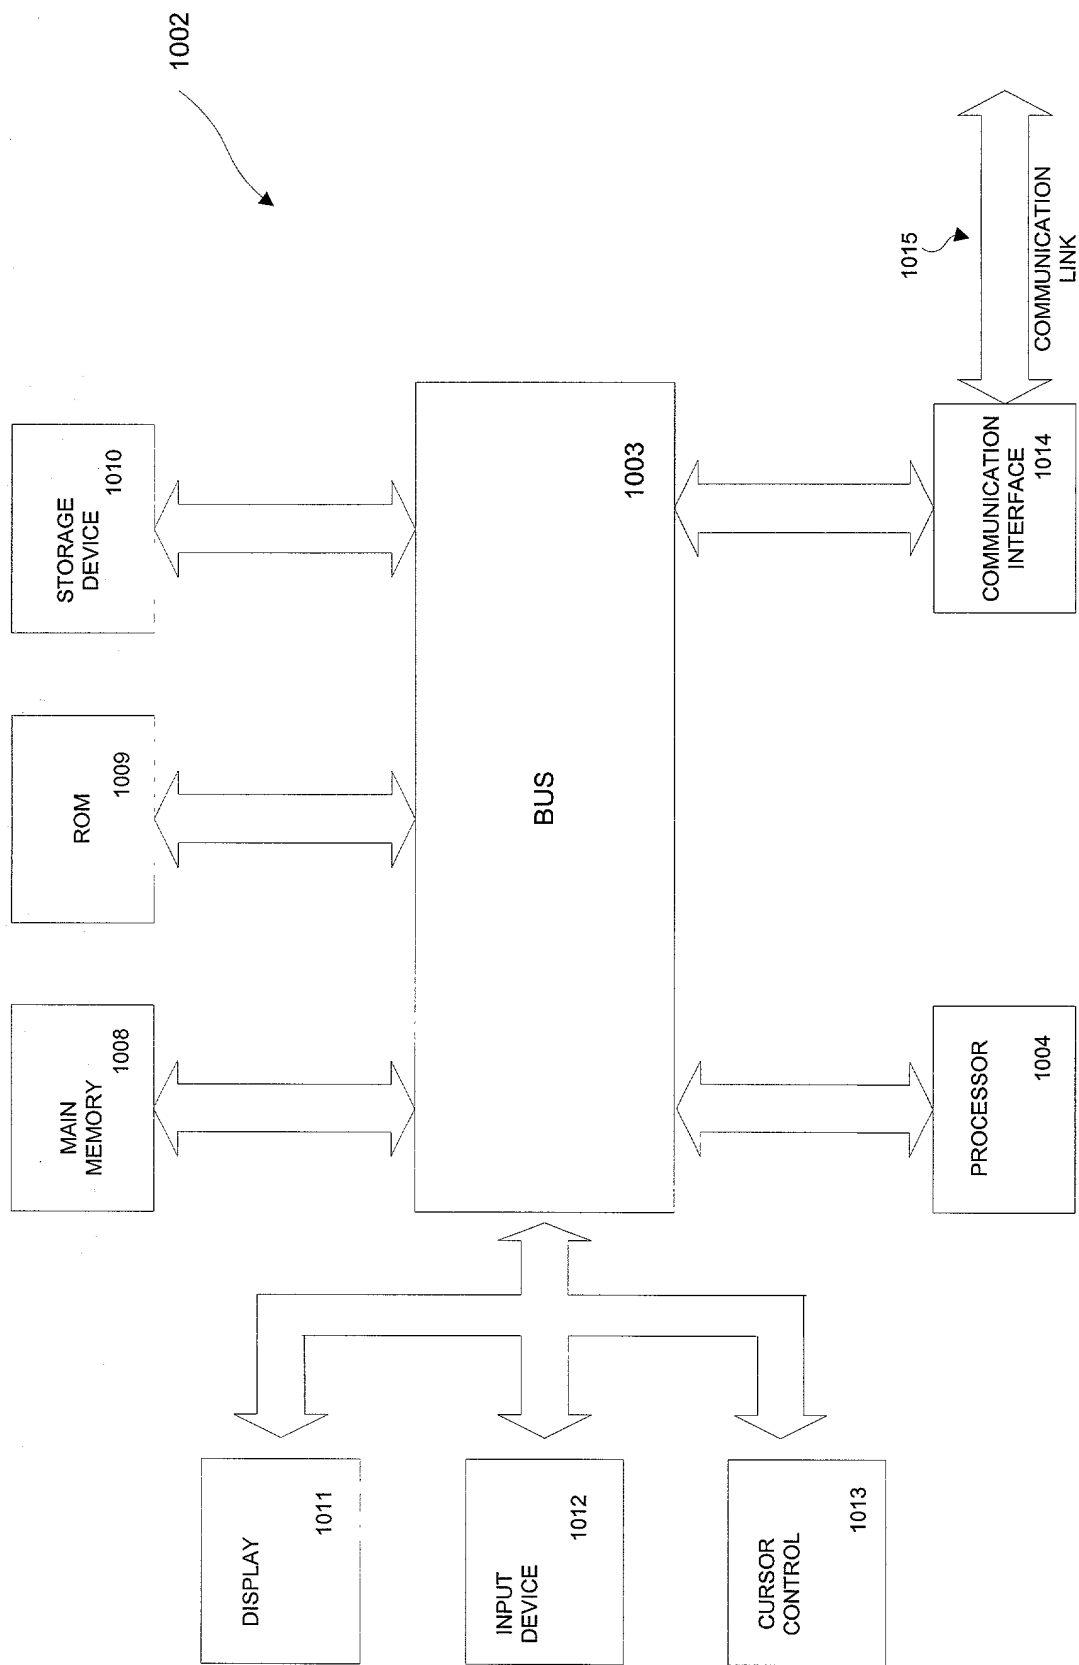 1002
MAIN
MEMORY
1008
ROM
1009
STORAGE
DEVICE
1010
DISPLAY
1011
INPUT
DEVICE
1012
CURSOR
CONTROL
1013
BUS
1003
PROCESSOR
1004
COMMUNICATION
INTERFACE
1014
1015
COMMUNICATION
LINK